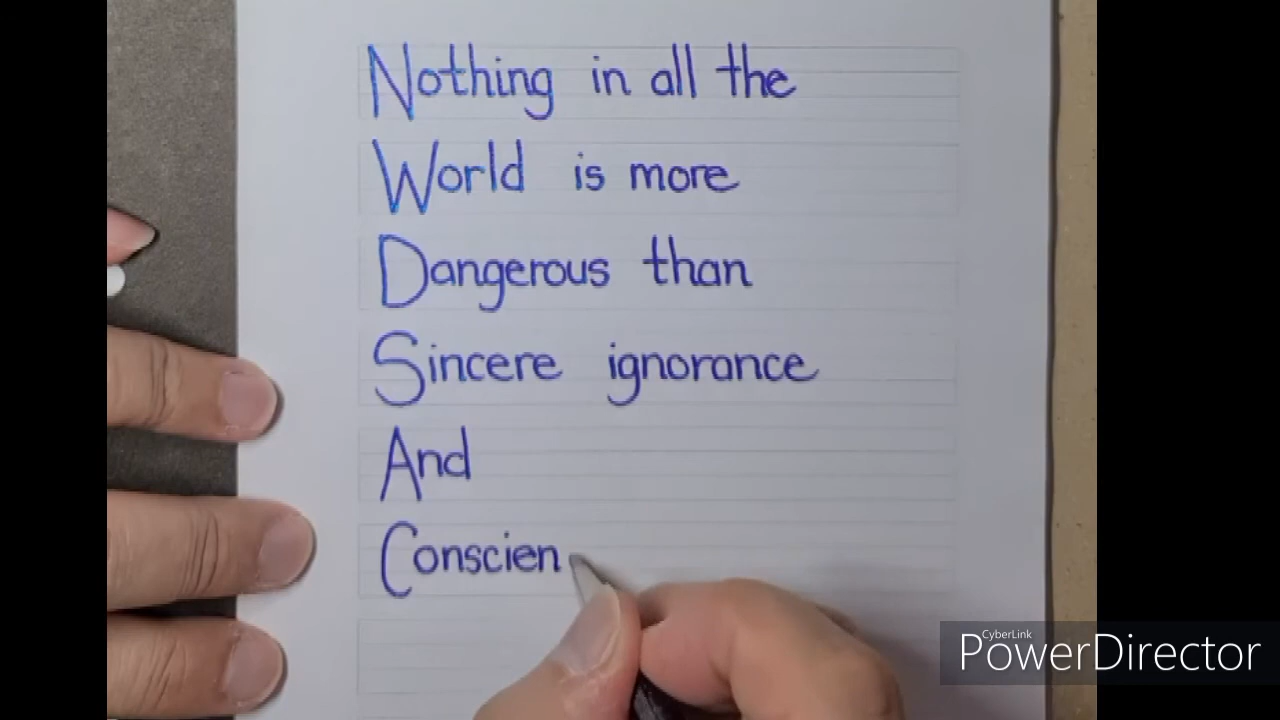 Nothing in all the
World is more
Dangerous than
Sincere ignorance
And
Conscien
CyberLink
PowerDirector